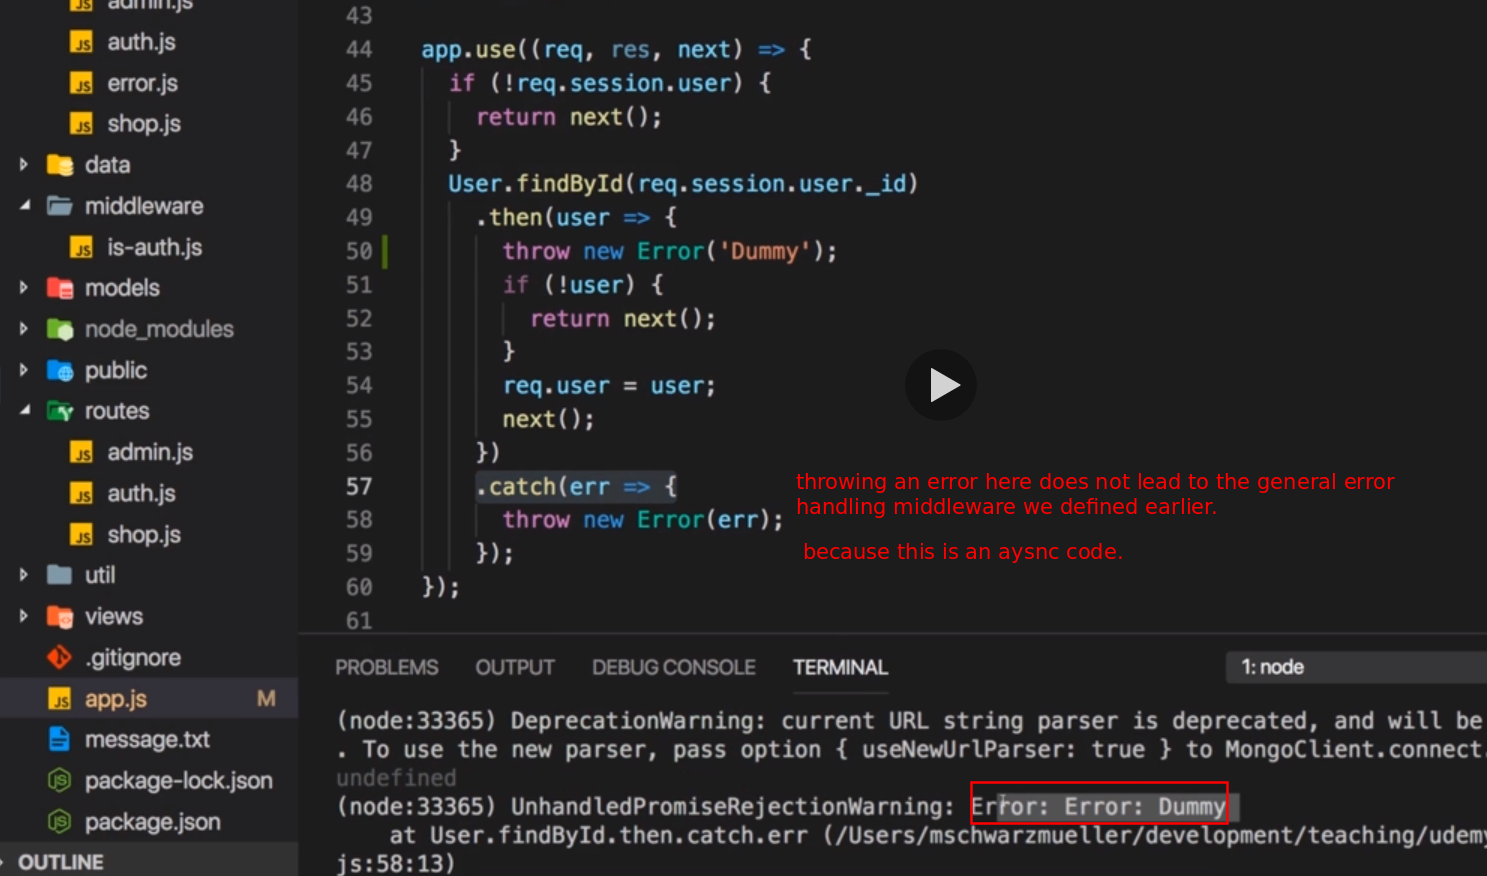 admin.js
auth.js
error.js
shop.js
data
middleware
is-auth.js
models
node_modules
public
routes
admin.js
auth.js
shop.js
util
views
.gitignore
app.js M
message.txt
package-lock.json
package.json
OUTLINE
43
44 app.use((req, res, next) => {
45 if (!req.session.user) {
46 return next();
47 }
48 User.findById(req.session.user._id)
49 .then(user => {
50 throw new Error('Dummy');
51 if (!user) {
52 return next();
53 }
54 req.user = user;
55 next();
56 })
57 .catch(err => {
58 throw new Error(err);
59 });
60 });
61
throwing an error here does not lead to the general error
handling middleware we defined earlier.
because this is an aysnc code.
PROBLEMS OUTPUT DEBUG CONSOLE TERMINAL 1: node
(node:33365) DeprecationWarning: current URL string parser is deprecated, and will be
. To use the new parser, pass option { useNewUrlParser: true } to MongoClient.connect.
undefined
(node:33365) UnhandledPromiseRejectionWarning: Error: Error: Dummy
at User.findById.then.catch.err (/Users/mschwarzmueller/development/teaching/udemy
js:58:13)